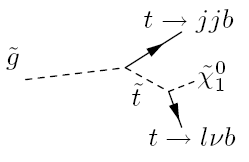 t → jjb
g̃
χ̃₁⁰
t̃
t → lνb